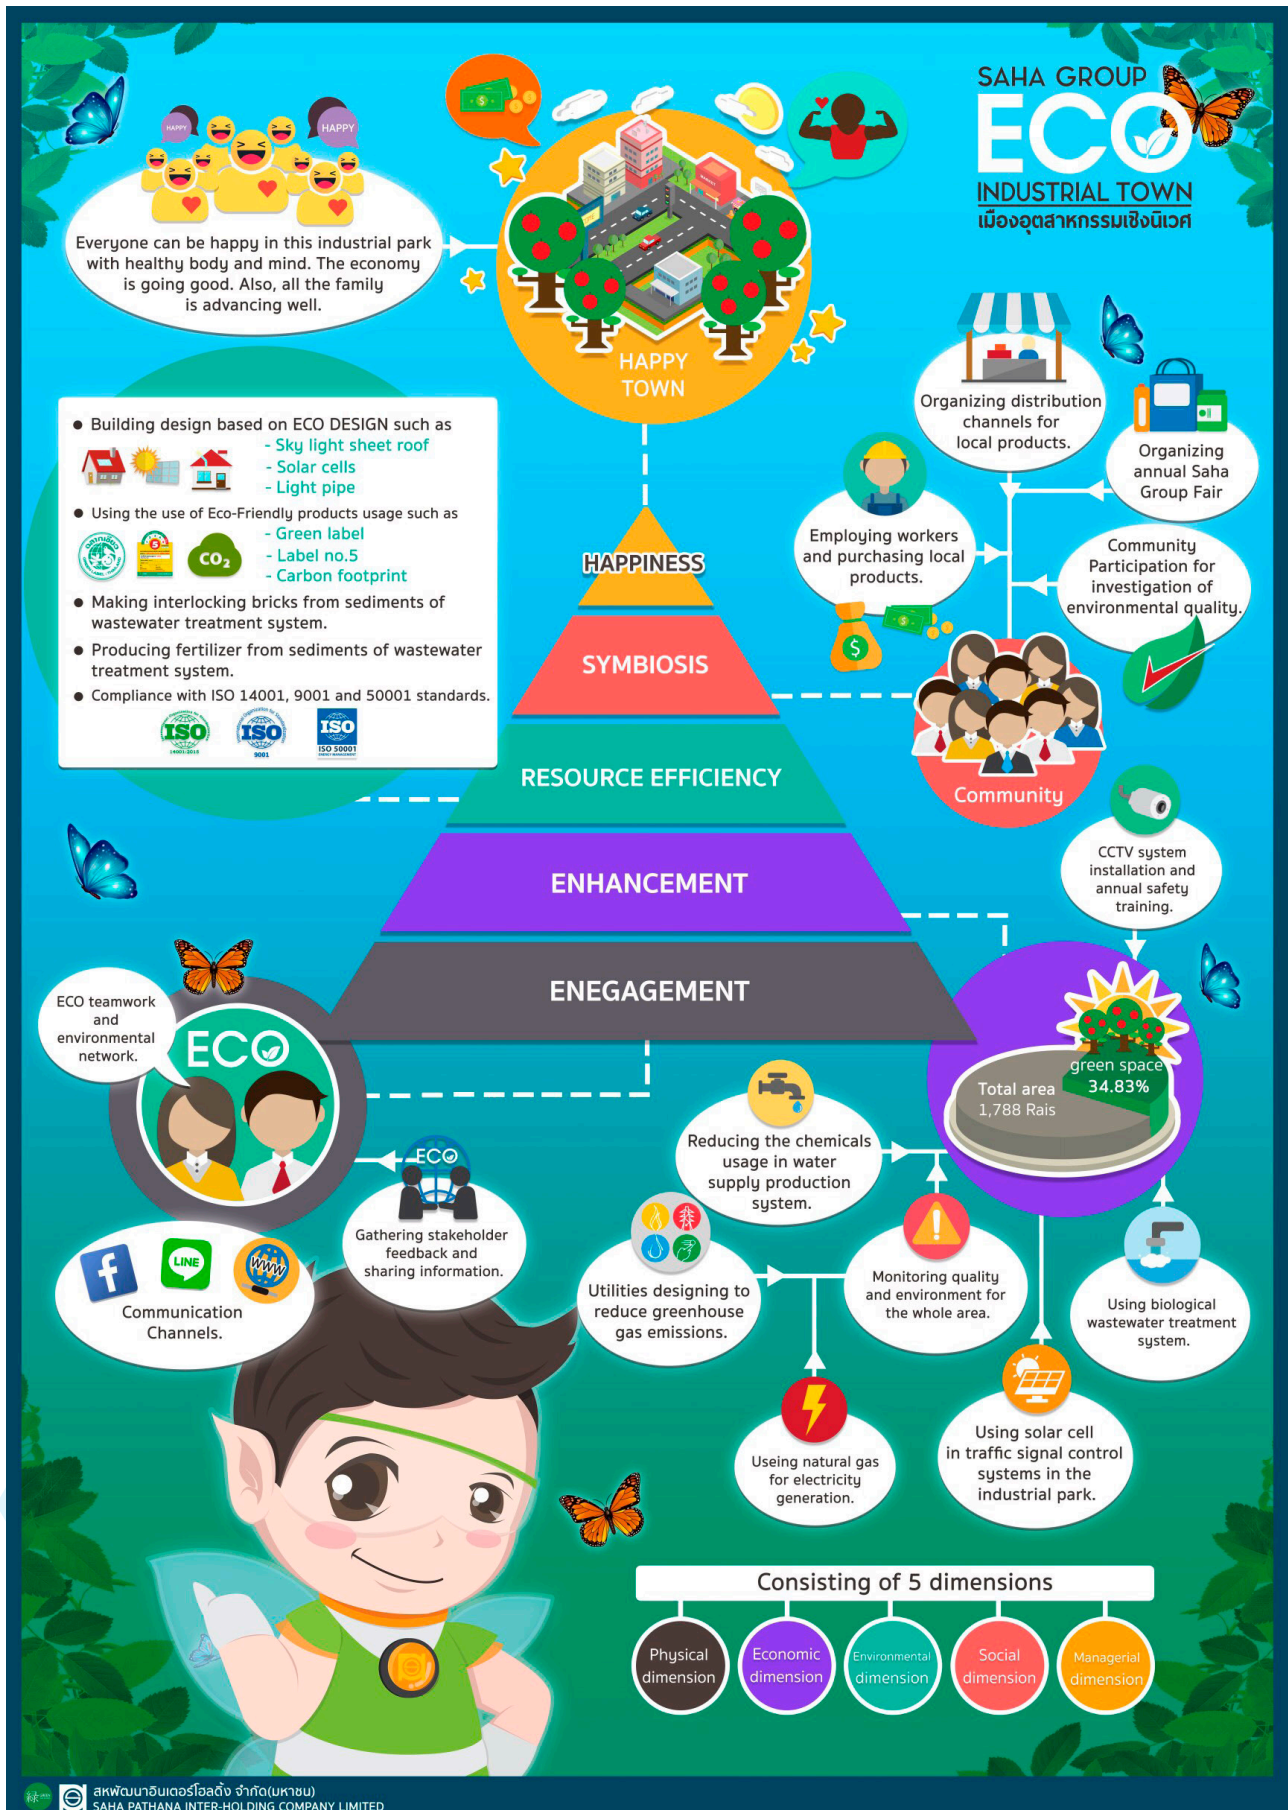 SAHA GROUP
ECO
INDUSTRIAL TOWN
เมืองอุตสาหกรรมเชิงนิเวศ
HAPPY
HAPPY
Everyone can be happy in this industrial park
with healthy body and mind. The economy
is going good. Also, all the family
is advancing well.
MARKET
HAPPY
TOWN
Building design based on ECO DESIGN such as
- Sky light sheet roof
- Solar cells
- Light pipe
Using the use of Eco-Friendly products usage such as
- Green label
- Label no.5
- Carbon footprint
ฉลากเขียว
5
CO₂
Making interlocking bricks from sediments of
wastewater treatment system.
Producing fertilizer from sediments of wastewater
treatment system.
Compliance with ISO 14001, 9001 and 50001 standards.
ISO
14001:2015
ISO
9001
ISO
ISO 50001
Organizing distribution
channels for
local products.
Organizing
annual Saha
Group Fair
Employing workers
and purchasing local
products.
Community
Participation for
investigation of
environmental quality.
Community
HAPPINESS
SYMBIOSIS
RESOURCE EFFICIENCY
ENHANCEMENT
ENEGAGEMENT
CCTV system
installation and
annual safety
training.
green space
34.83%
Total area
1,788 Rais
ECO teamwork
and
environmental
network.
ECO
ECO
Gathering stakeholder
feedback and
sharing information.
f
LINE
WWW
Communication
Channels.
Reducing the chemicals
usage in water
supply production
system.
Utilities designing to
reduce greenhouse
gas emissions.
Monitoring quality
and environment for
the whole area.
Using biological
wastewater treatment
system.
Useing natural gas
for electricity
generation.
Using solar cell
in traffic signal control
systems in the
industrial park.
Consisting of 5 dimensions
Physical
dimension
Economic
dimension
Environmental
dimension
Social
dimension
Managerial
dimension
สหพัฒนาอินเตอร์โฮลดิ้ง จำกัด(มหาชน)
SAHA PATHANA INTER-HOLDING COMPANY LIMITED